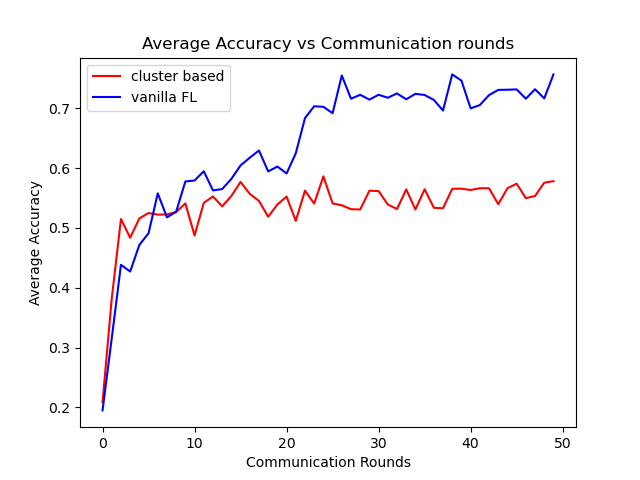 Average Accuracy vs Communication rounds
cluster based
vanilla FL
Average Accuracy
0.7
0.6
0.5
0.4
0.3
0.2
0 10 20 30 40 50
Communication Rounds